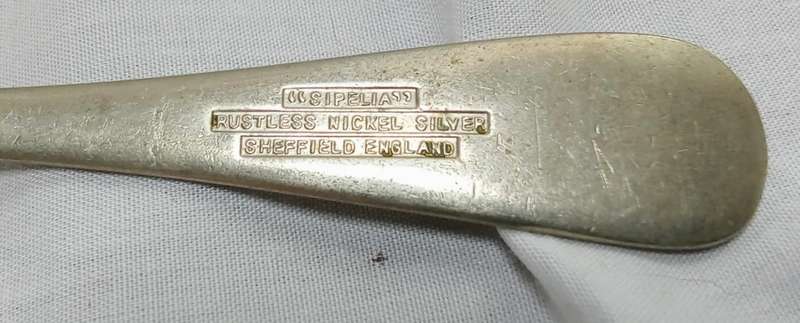 “SIPELIA”
RUSTLESS NICKEL SILVER
SHEFFIELD ENGLAND